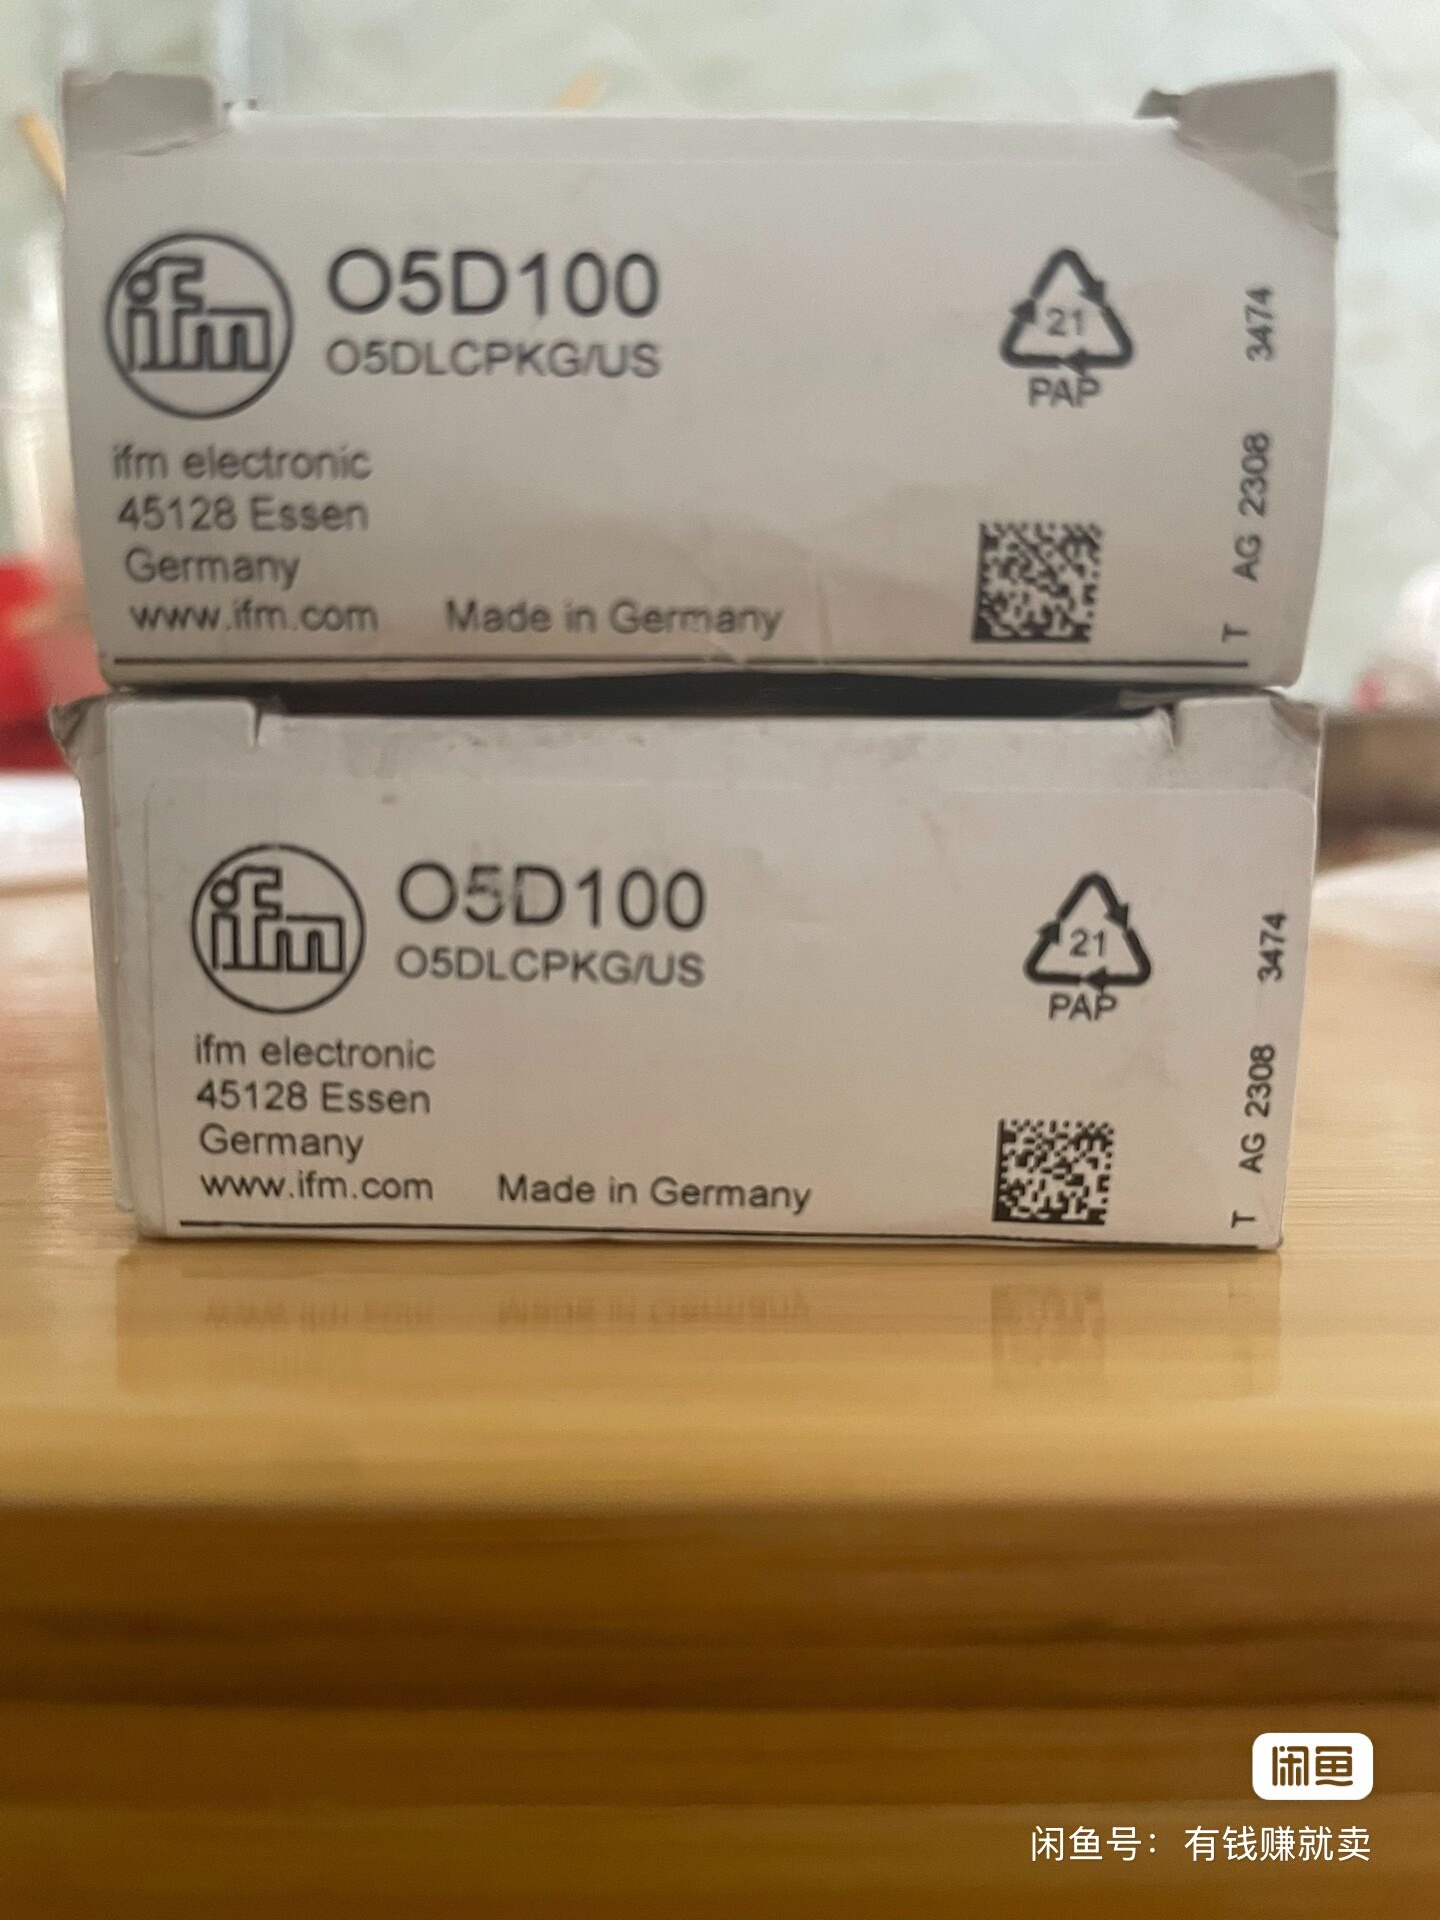 ifm
O5D100
O5DLCPKG/US
21
PAP
ifm electronic
45128 Essen
Germany
www.ifm.com
Made in Germany
T AG 2308 3474
ifm
O5D100
O5DLCPKG/US
21
PAP
ifm electronic
45128 Essen
Germany
www.ifm.com
Made in Germany
T AG 2308 3474
闲鱼
闲鱼号：有钱赚就卖